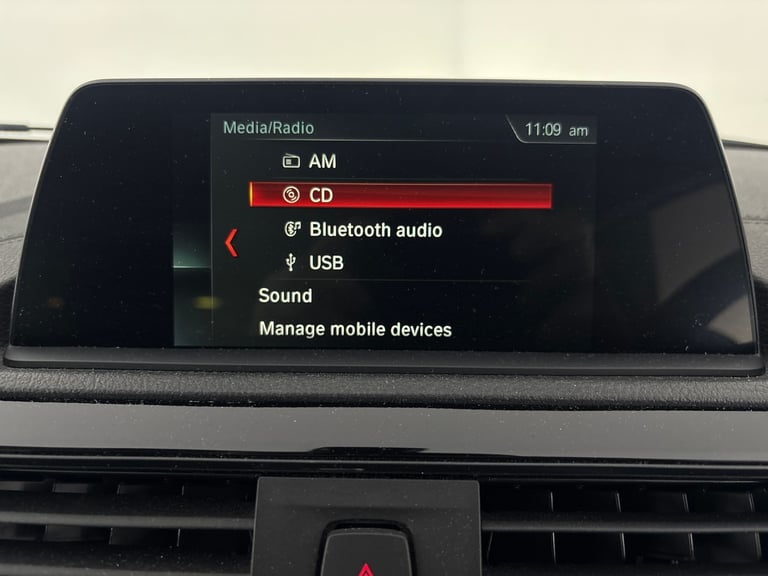 Media/Radio 11:09 am
AM
CD
Bluetooth audio
USB
Sound
Manage mobile devices